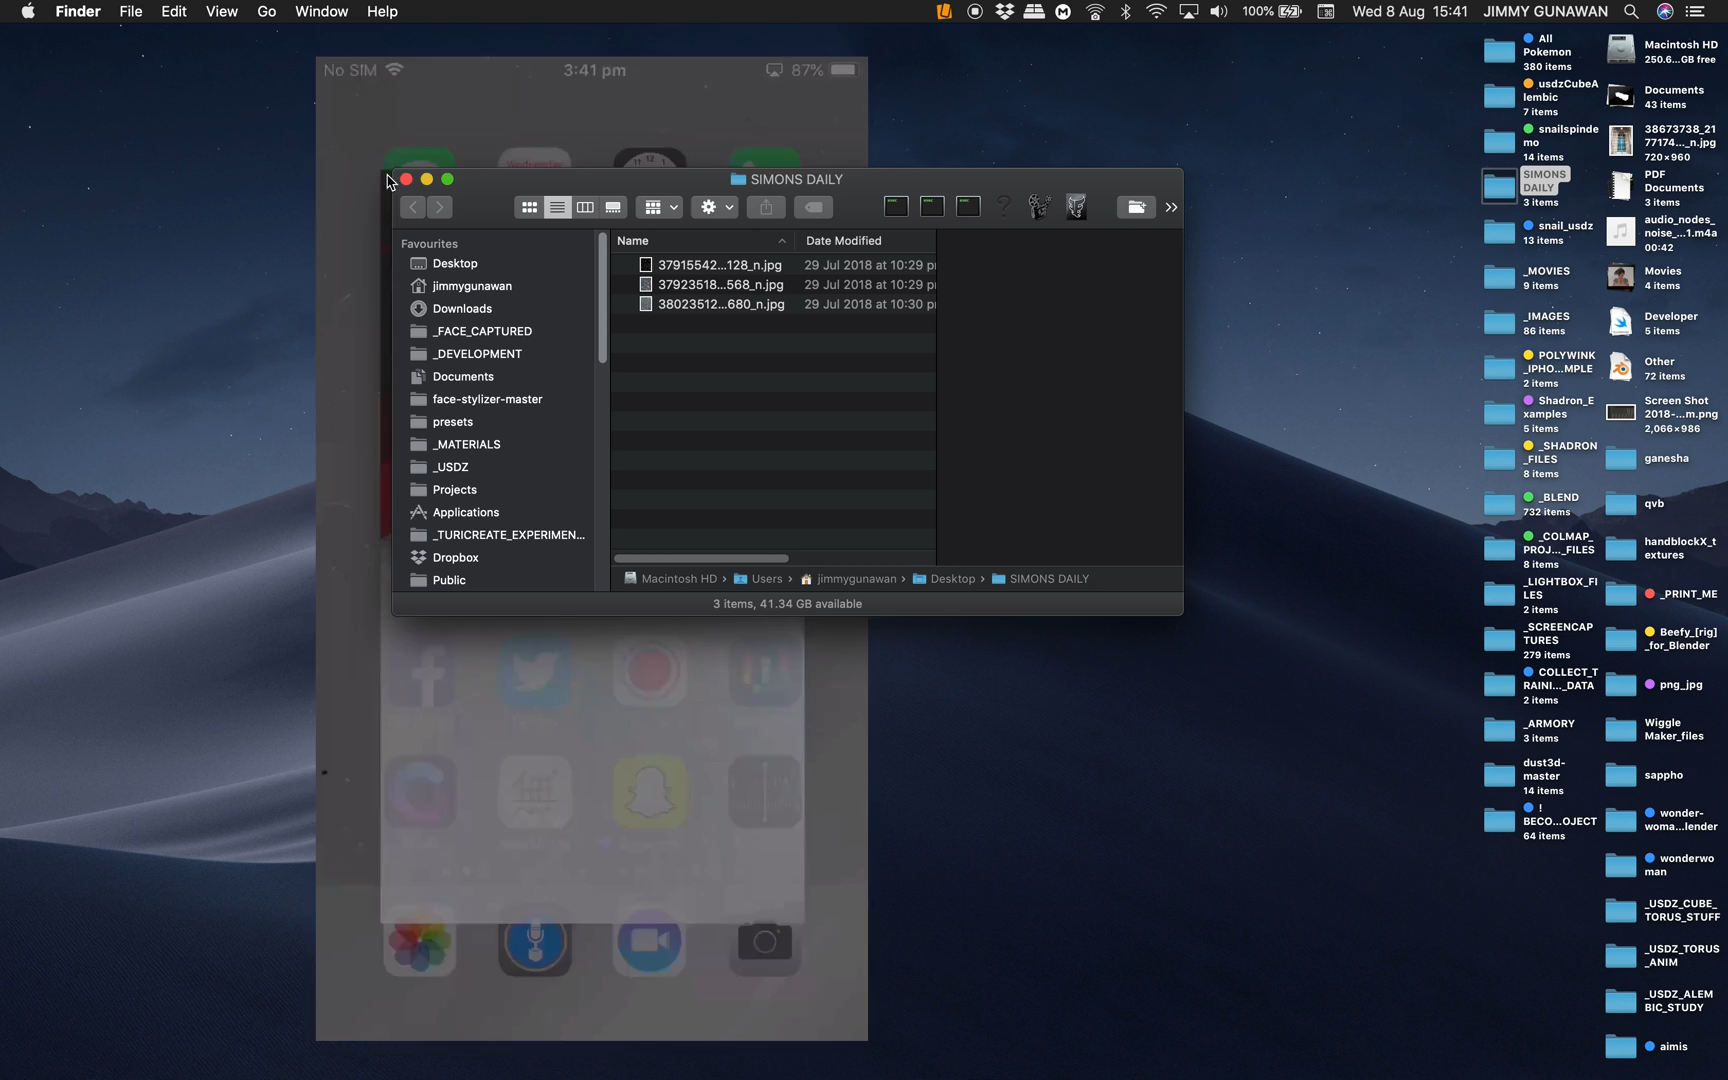 Finder File Edit View Go Window Help
100% Wed 8 Aug 15:41 JIMMY GUNAWAN
No SIM 3:41 pm 87%
Wednesday
11 12 1
SIMONS DAILY
Favourites
Desktop
jimmygunawan
Downloads
_FACE_CAPTURED
_DEVELOPMENT
Documents
face-stylizer-master
presets
_MATERIALS
_USDZ
Projects
Applications
_TURICREATE_EXPERIMEN...
Dropbox
Public
Name Date Modified
37915542...128_n.jpg 29 Jul 2018 at 10:29 p
37923518...568_n.jpg 29 Jul 2018 at 10:29 p
38023512...680_n.jpg 29 Jul 2018 at 10:30 p
Macintosh HD › Users › jimmygunawan › Desktop › SIMONS DAILY
3 items, 41.34 GB available
All
Pokemon
380 items
usdzCubeA
lembic
7 items
snailspinde
mo
14 items
SIMONS
DAILY
3 items
snail_usdz
13 items
_MOVIES
9 items
_IMAGES
86 items
POLYWINK
_IPHO...MPLE
2 items
Shadron_E
xamples
5 items
_SHADRON
_FILES
8 items
_BLEND
732 items
_COLMAP_
PROJ..._FILES
8 items
_LIGHTBOX_FI
LES
2 items
_SCREENCAP
TURES
279 items
COLLECT_T
RAINI..._DATA
2 items
_ARMORY
3 items
dust3d-
master
14 items
!
BECO...OJECT
64 items
Macintosh HD
250.6...GB free
Documents
43 items
38673738_21
77174..._n.jpg
720×960
PDF
Documents
3 items
audio_nodes_
noise_...1.m4a
00:42
Movies
4 items
Developer
5 items
Other
72 items
Screen Shot
2018-...m.png
2,066×986
ganesha
qvb
handblockX_t
extures
_PRINT_ME
Beefy_[rig]
_for_Blender
png_jpg
Wiggle
Maker_files
sappho
wonder-
woma...lender
wonderwo
man
_USDZ_CUBE_
TORUS_STUFF
_USDZ_TORUS
_ANIM
_USDZ_ALEM
BIC_STUDY
aimis